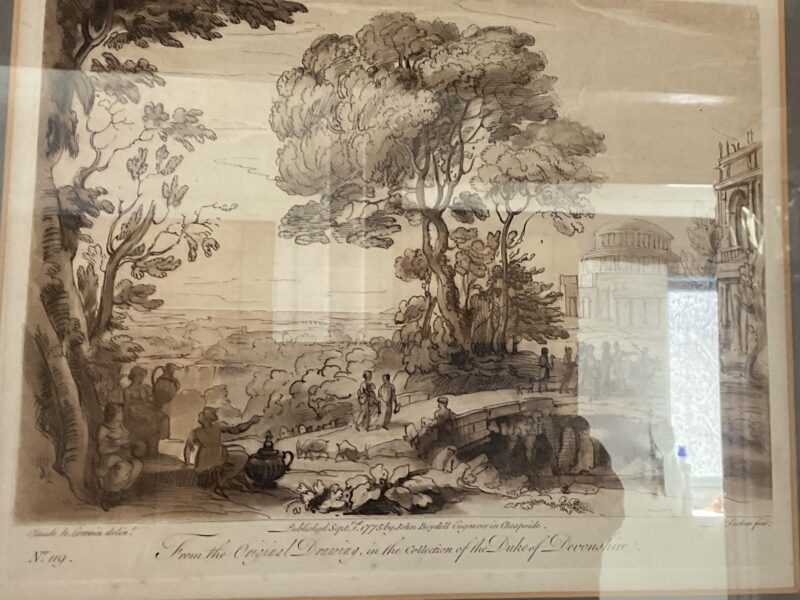 Claude le Lorrain delin.t
Published Sept.r 1.st 1775 by John Boydell Engraver in Cheapside.
Earlom fecit
No. 119.
From the Original Drawing, in the Collection of the Duke of Devonshire.